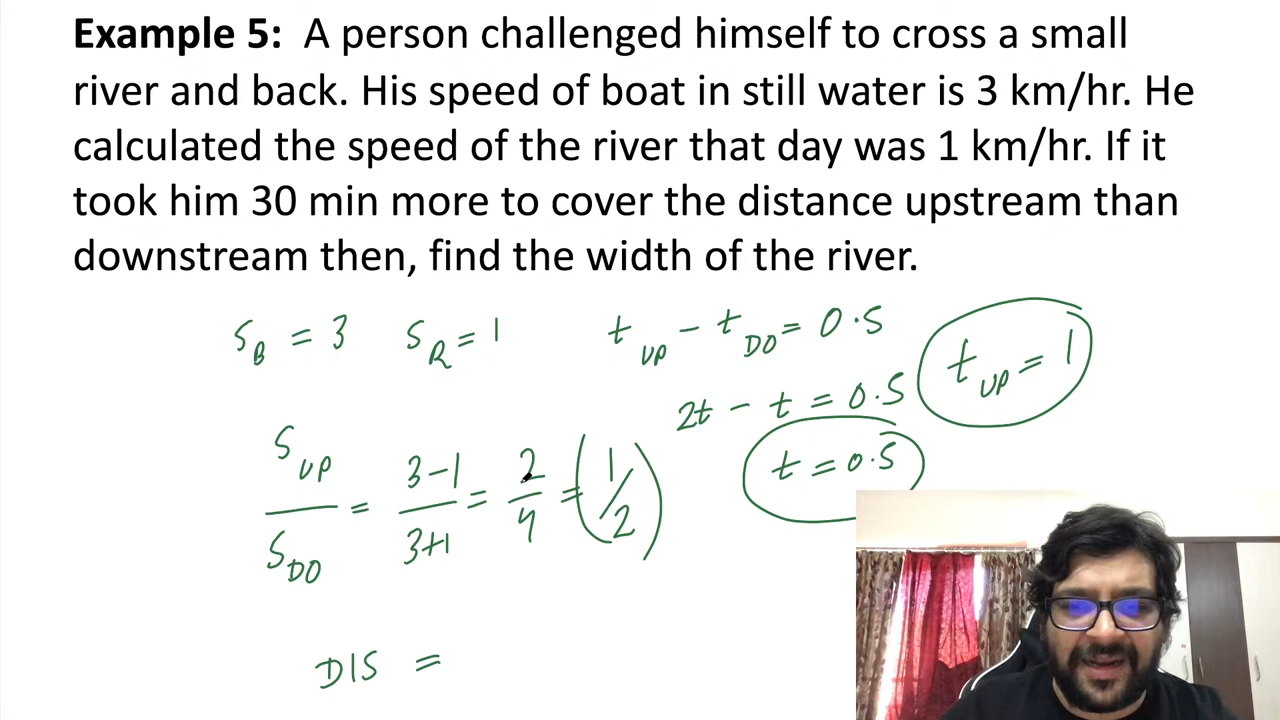 Example 5: A person challenged himself to cross a small
river and back. His speed of boat in still water is 3 km/hr. He
calculated the speed of the river that day was 1 km/hr. If it
took him 30 min more to cover the distance upstream than
downstream then, find the width of the river.
S_B = 3 S_R = 1 t_UP - t_DO = 0.5 t_UP = 1
2t - t = 0.5
S_UP / S_DO = 3-1 / 3+1 = 2/4 = (1/2) t = 0.5
DIS =